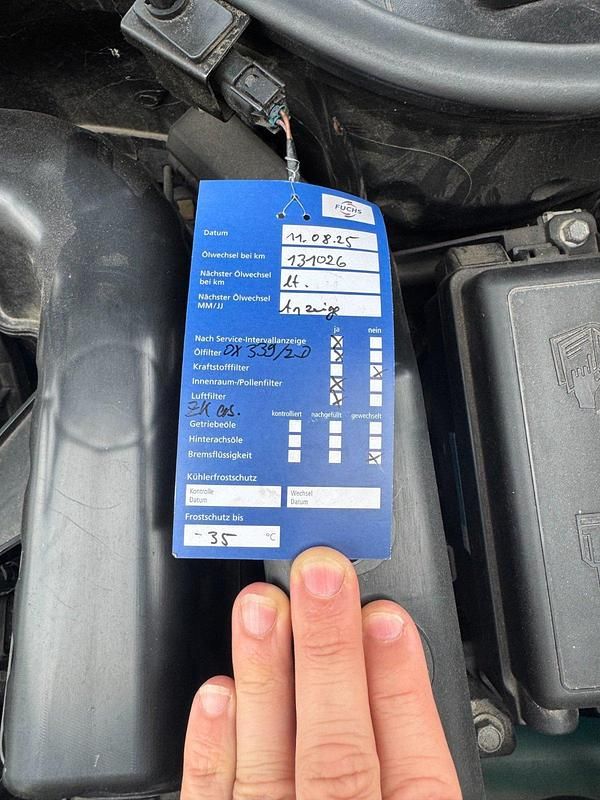 FUCHS
Datum 11.08.25
Ölwechsel bei km 131026
Nächster Ölwechsel bei km lt.
Nächster Ölwechsel MM/JJ Anzeige
ja nein
Nach Service-Intervallanzeige
Ölfilter OX 339/2D
Kraftstofffilter
Innenraum-/Pollenfilter
Luftfilter
kontrolliert nachgefüllt gewechselt
Getriebeöle
Hinterachsöle
Bremsflüssigkeit
Kühlerfrostschutz
Kontrolle Datum
Wechsel Datum
Frostschutz bis
-35 °C